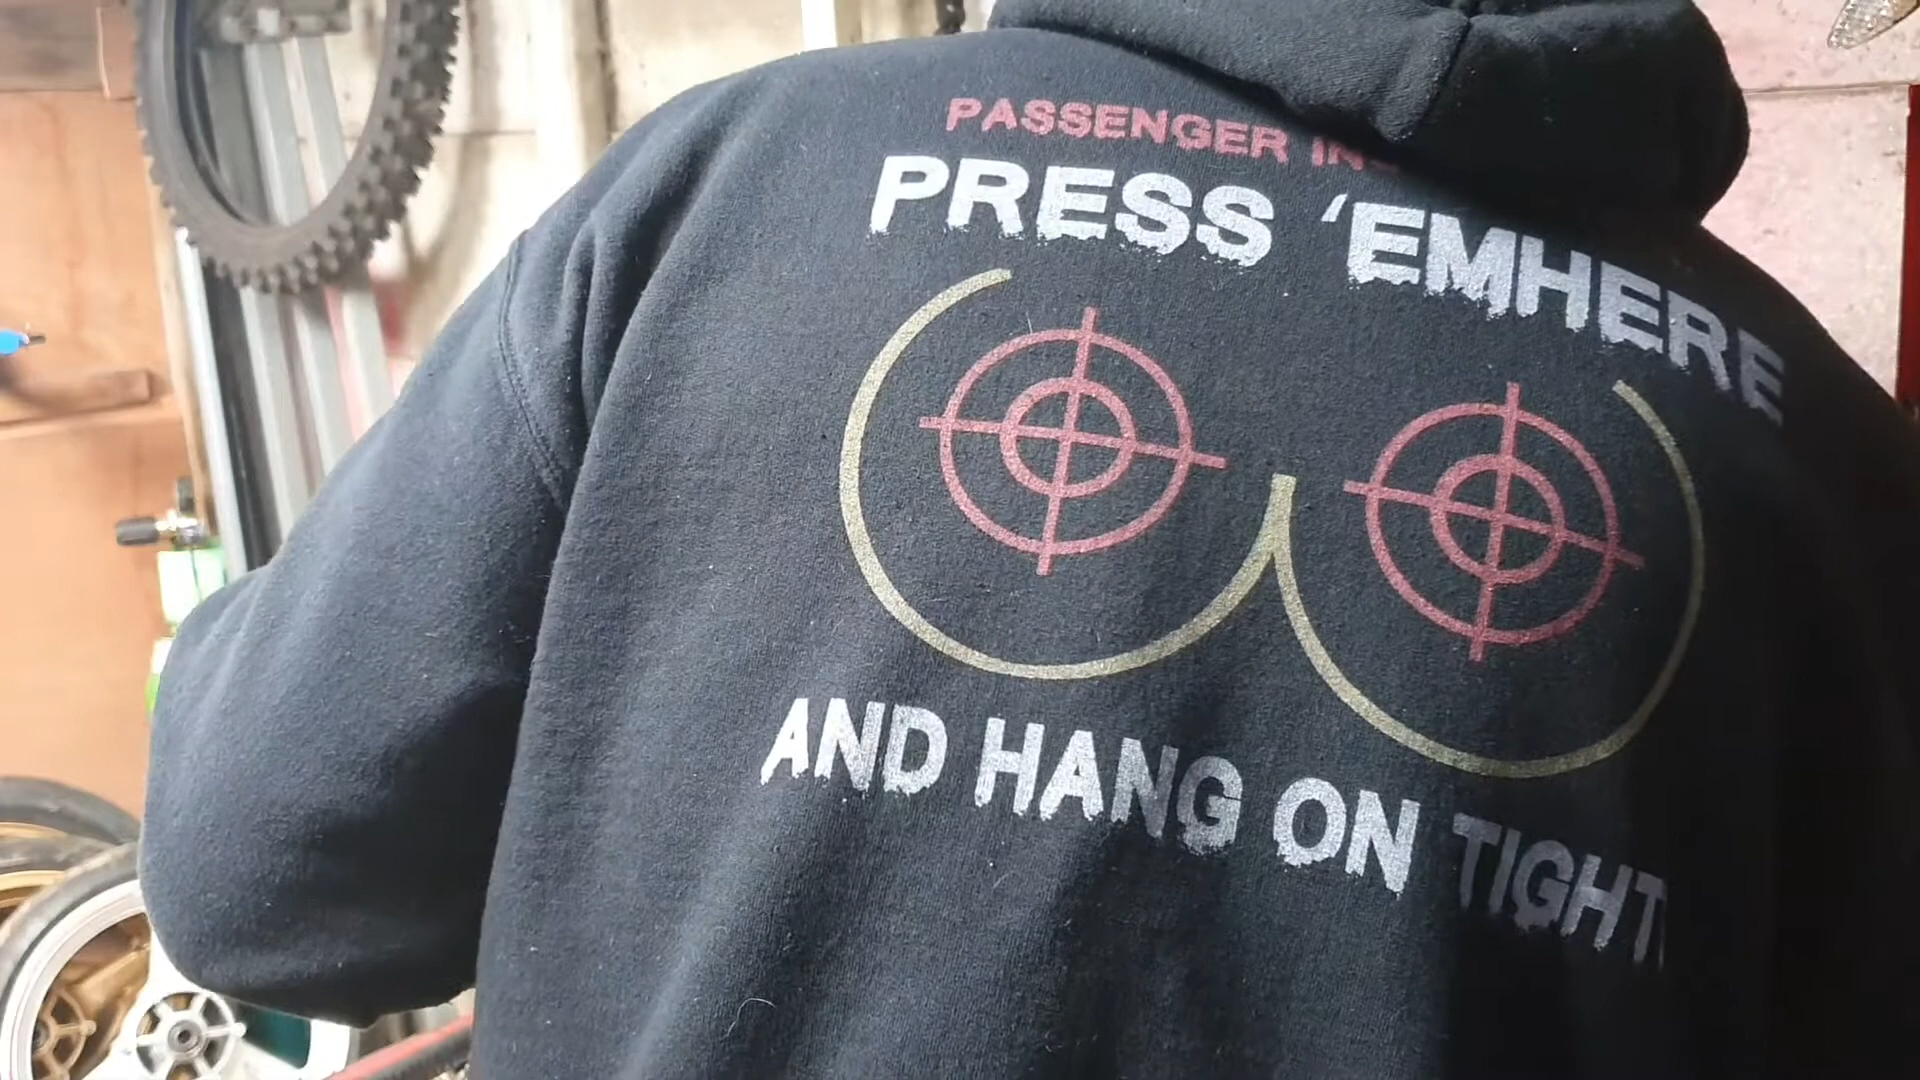 PASSENGER
PRESS ‘EMHERE
AND HANG ON TIGHT